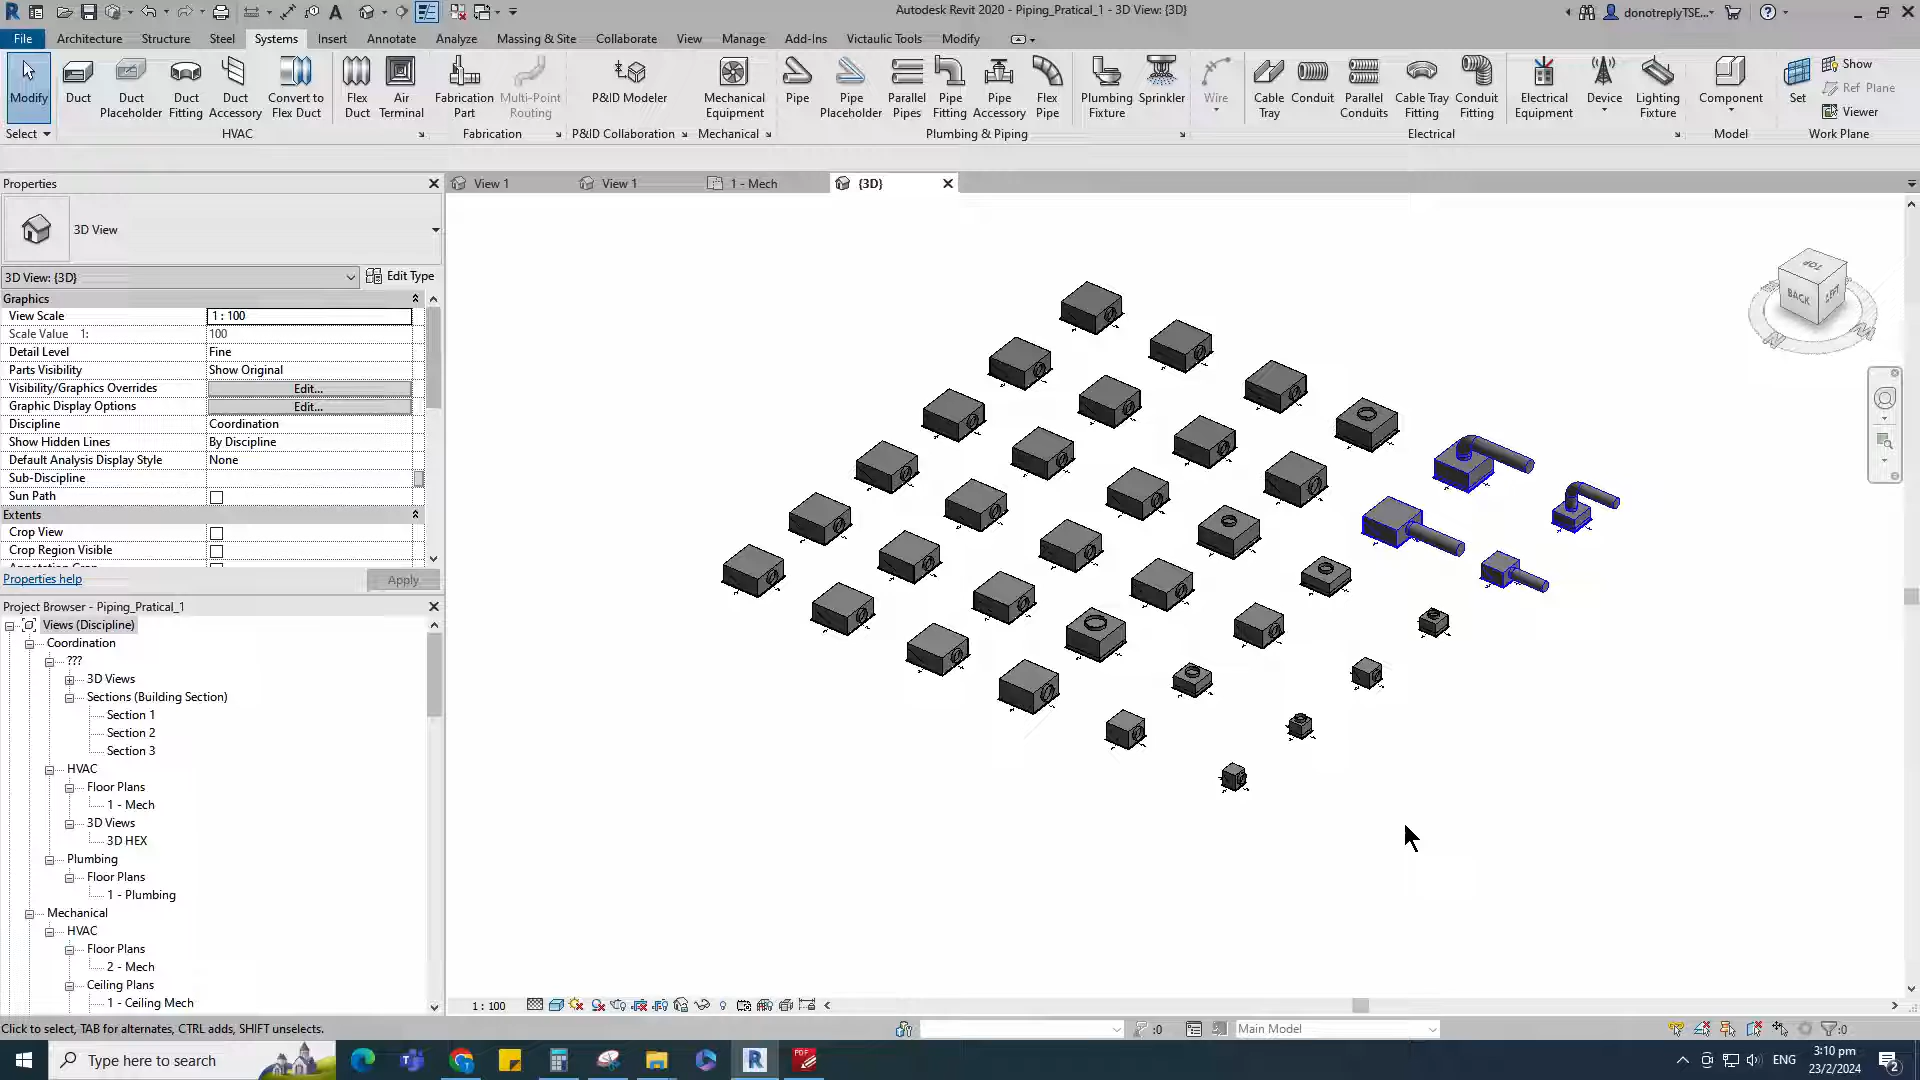 Autodesk Revit 2020 - Piping_Pratical_1 - 3D View: {3D}
donotreplyTSE...
File Architecture Structure Steel Systems Insert Annotate Analyze Massing & Site Collaborate View Manage Add-Ins Victaulic Tools Modify
Modify
Select
Duct
Duct Placeholder
Duct Fitting
Duct Accessory
Convert to Flex Duct
HVAC
Flex Duct
Air Terminal
Fabrication Part
Multi-Point Routing
Fabrication
P&ID Modeler
P&ID Collaboration
Mechanical Equipment
Mechanical
Pipe
Pipe Placeholder
Parallel Pipes
Pipe Fitting
Pipe Accessory
Flex Pipe
Plumbing Fixture
Sprinkler
Plumbing & Piping
Wire
Cable Tray
Conduit
Parallel Conduits
Cable Tray Fitting
Conduit Fitting
Electrical Equipment
Device
Lighting Fixture
Electrical
Component
Model
Set
Show
Ref Plane
Viewer
Work Plane
Properties
View 1
View 1
1 - Mech
{3D}
3D View
3D View: {3D}
Edit Type
Graphics
View Scale 1 : 100
Scale Value 1: 100
Detail Level Fine
Parts Visibility Show Original
Visibility/Graphics Overrides Edit...
Graphic Display Options Edit...
Discipline Coordination
Show Hidden Lines By Discipline
Default Analysis Display Style None
Sub-Discipline
Sun Path
Extents
Crop View
Crop Region Visible
Properties help
Apply
Project Browser - Piping_Pratical_1
Views (Discipline)
Coordination
???
3D Views
Sections (Building Section)
Section 1
Section 2
Section 3
HVAC
Floor Plans
1 - Mech
3D Views
3D HEX
Plumbing
Floor Plans
1 - Plumbing
Mechanical
HVAC
Floor Plans
2 - Mech
Ceiling Plans
1 - Ceiling Mech
TOP
BACK
LEFT
1 : 100
Click to select, TAB for alternates, CTRL adds, SHIFT unselects.
:0
Main Model
:0
Type here to search
PDF
ENG
3:10 pm
23/2/2024
2